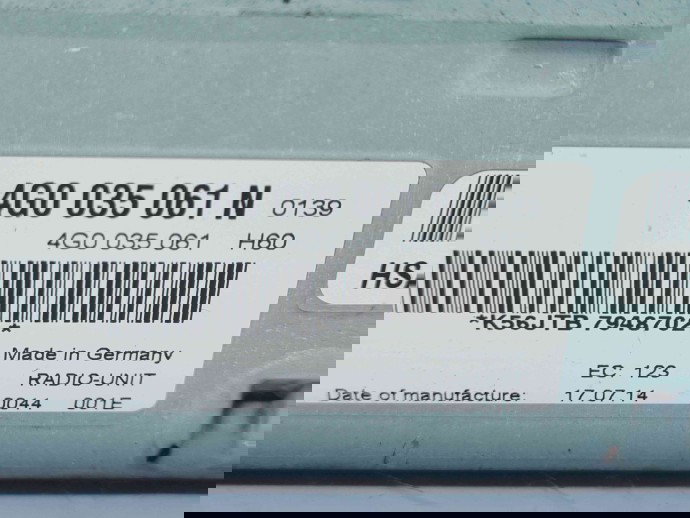 4G0 035 061 N 0139
4G0 035 061 H60
HS
*K56JTB 7948702*
Made in Germany
RADIO-UNIT EC: 123
Date of manufacture: 17.07.14
0044 001E